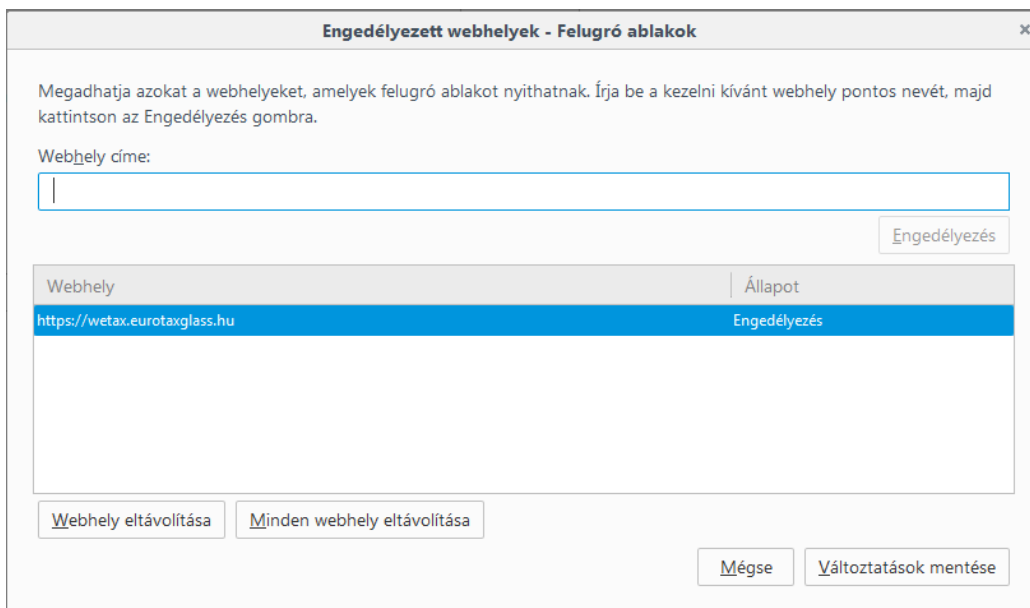 Engedélyezett webhelyek - Felugró ablakok
Megadhatja azokat a webhelyeket, amelyek felugró ablakot nyithatnak. Írja be a kezelni kívánt webhely pontos nevét, majd
kattintson az Engedélyezés gombra.
Webhely címe:
Engedélyezés
Webhely Állapot
https://wetax.eurotaxglass.hu Engedélyezés
Webhely eltávolítása Minden webhely eltávolítása
Mégse Változtatások mentése